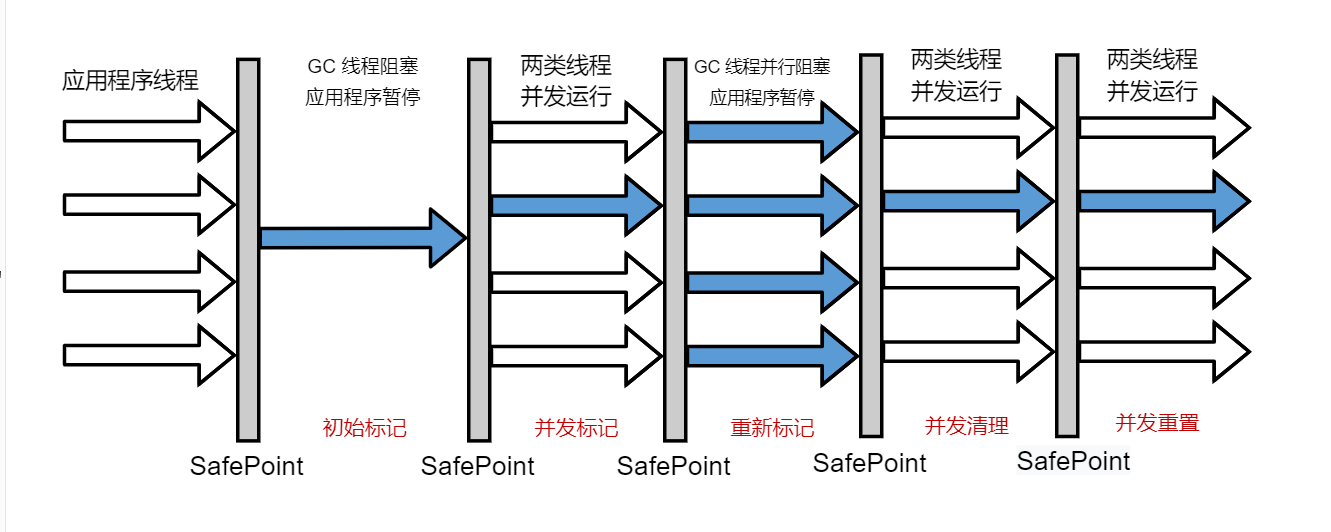 应用程序线程
GC 线程阻塞
应用程序暂停
两类线程
并发运行
GC 线程并行阻塞
应用程序暂停
两类线程
并发运行
两类线程
并发运行
初始标记
并发标记
重新标记
并发清理
并发重置
SafePoint
SafePoint
SafePoint
SafePoint
SafePoint